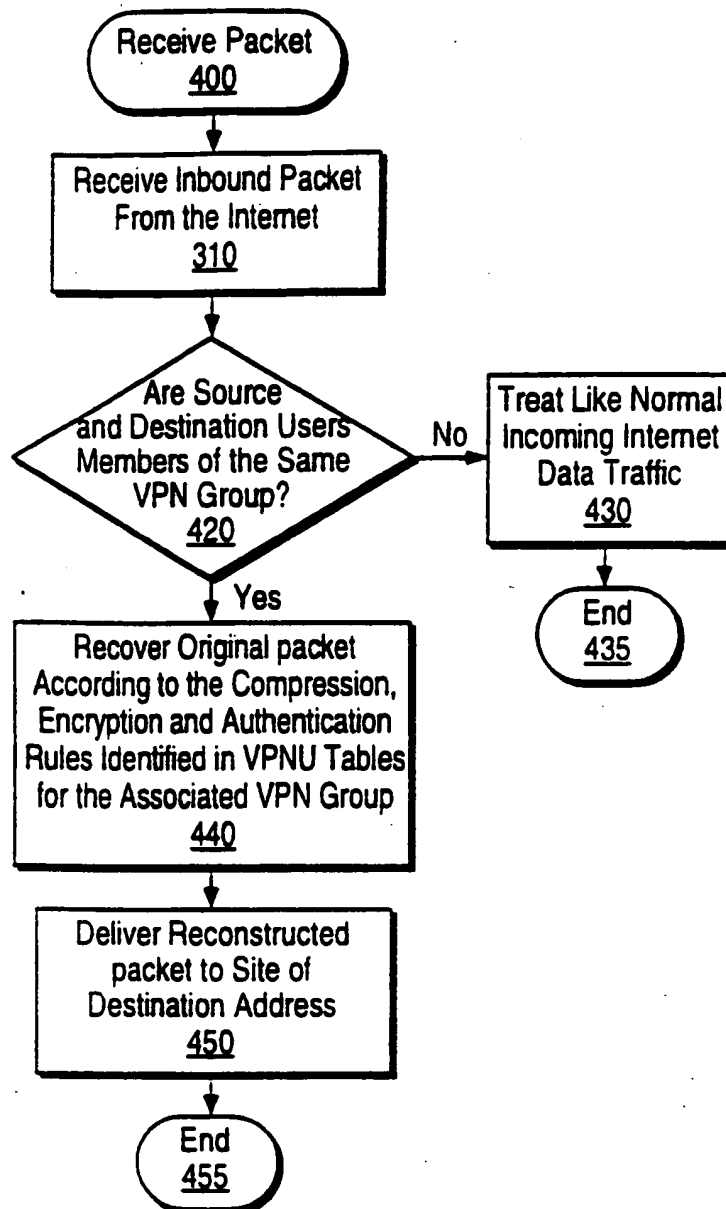 Receive Packet
400
Receive Inbound Packet
From the Internet
310
Are Source
and Destination Users
Members of the Same
VPN Group?
420
No
Treat Like Normal
Incoming Internet
Data Traffic
430
End
435
Yes
Recover Original packet
According to the Compression,
Encryption and Authentication
Rules Identified in VPNU Tables
for the Associated VPN Group
440
Deliver Reconstructed
packet to Site of
Destination Address
450
End
455